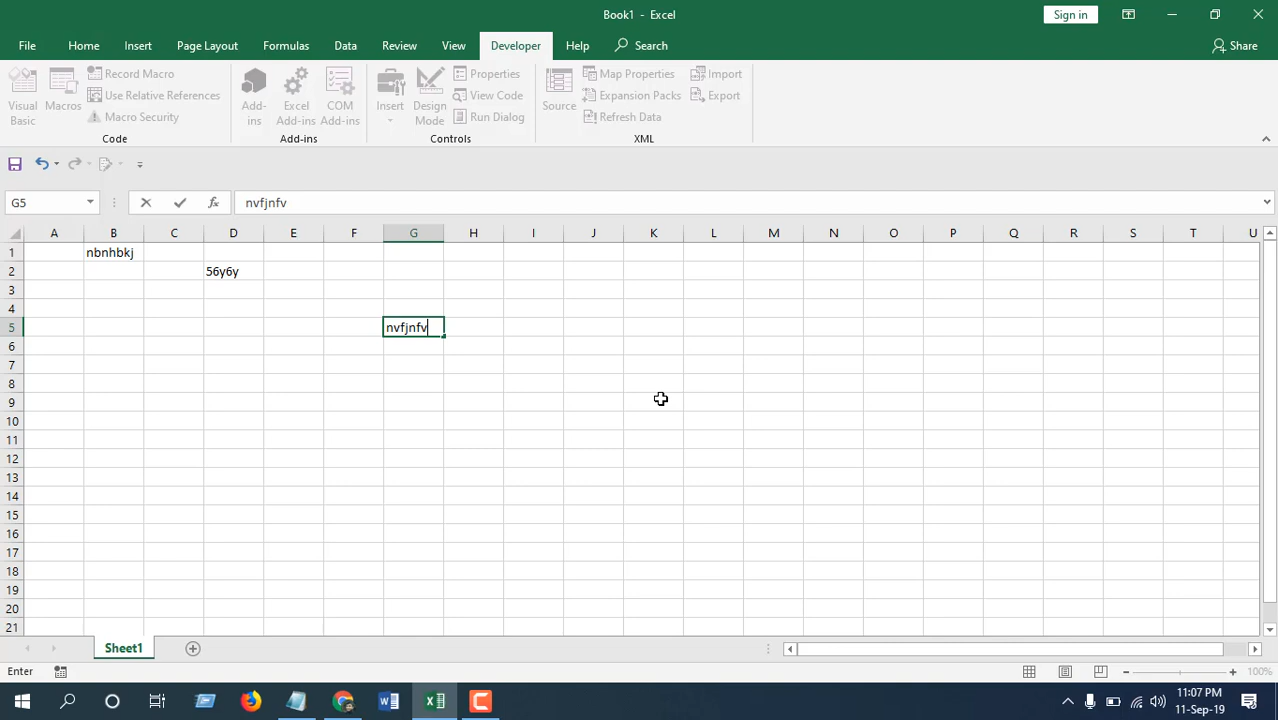 Book1 - Excel
Sign in
File Home Insert Page Layout Formulas Data Review View Developer Help Search Share
Visual Basic
Macros
Record Macro
Use Relative References
Macro Security
Code
Add-ins
Excel Add-ins
COM Add-ins
Add-ins
Insert
Design Mode
Properties
View Code
Run Dialog
Controls
Source
Map Properties
Expansion Packs
Refresh Data
Import
Export
XML
G5 fx nvfjnfv
A B C D E F G H I J K L M N O P Q R S T U
1 nbnhbkj
2 56y6y
3
4
5 nvfjnfv
6
7
8
9
10
11
12
13
14
15
16
17
18
19
20
21
Sheet1
Enter 100%
11:07 PM
11-Sep-19